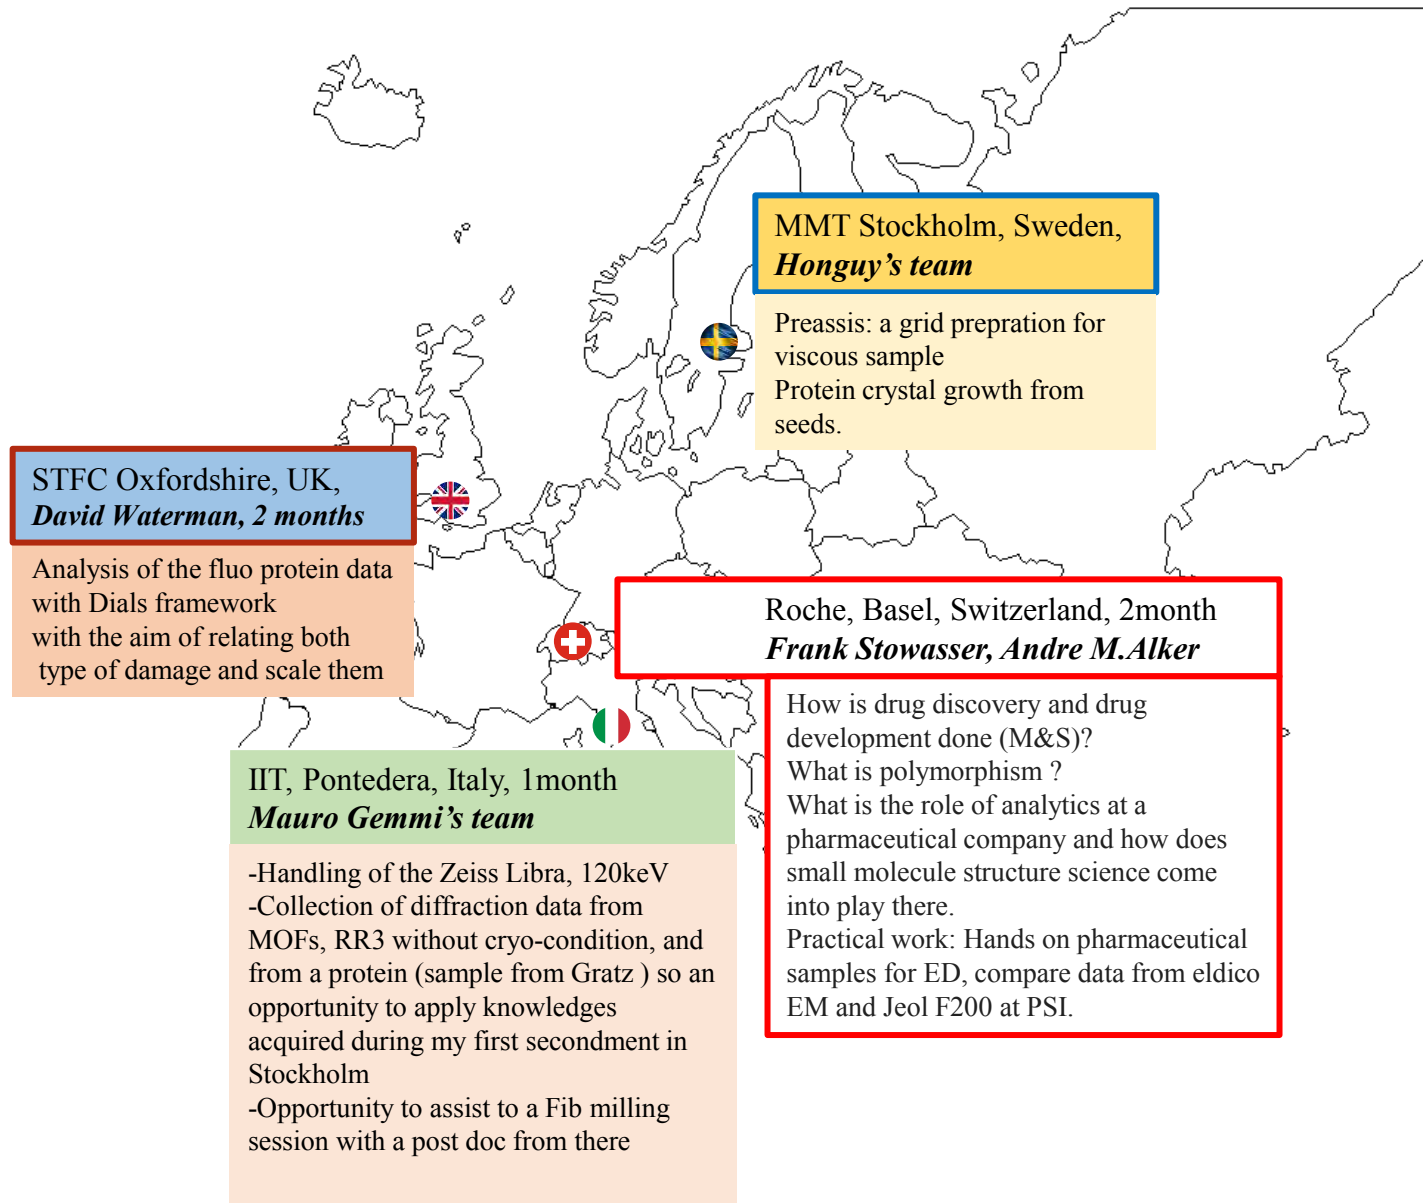 MMT Stockholm, Sweden,
Honguy’s team
Preassis: a grid prepration for
viscous sample
Protein crystal growth from
seeds.
STFC Oxfordshire, UK,
David Waterman, 2 months
Analysis of the fluo protein data
with Dials framework
with the aim of relating both
type of damage and scale them
Roche, Basel, Switzerland, 2month
Frank Stowasser, Andre M.Alker
How is drug discovery and drug
development done (M&S)?
What is polymorphism ?
What is the role of analytics at a
pharmaceutical company and how does
small molecule structure science come
into play there.
Practical work: Hands on pharmaceutical
samples for ED, compare data from eldico
EM and Jeol F200 at PSI.
IIT, Pontedera, Italy, 1month
Mauro Gemmi’s team
-Handling of the Zeiss Libra, 120keV
-Collection of diffraction data from
MOFs, RR3 without cryo-condition, and
from a protein (sample from Gratz ) so an
opportunity to apply knowledges
acquired during my first secondment in
Stockholm
-Opportunity to assist to a Fib milling
session with a post doc from there